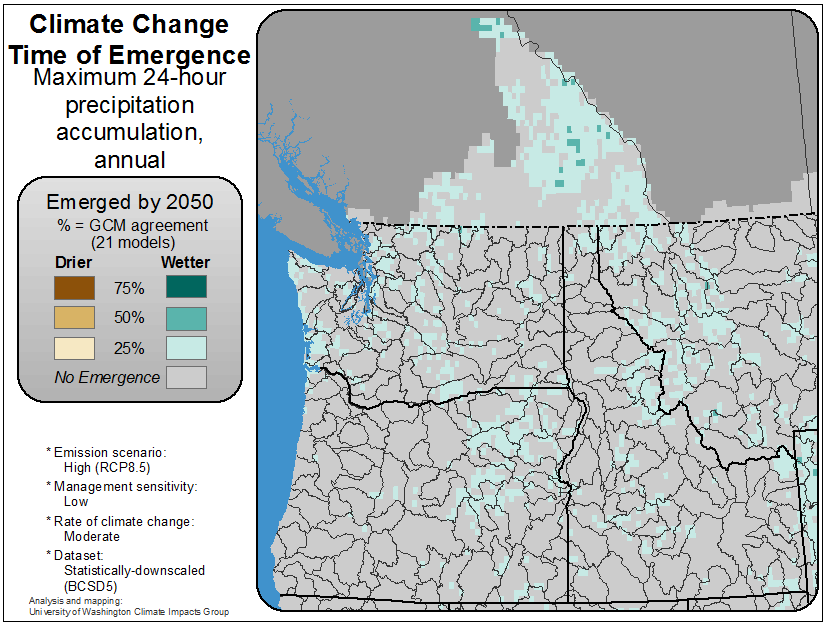 Climate Change
Time of Emergence
Maximum 24-hour
precipitation
accumulation,
annual
Emerged by 2050
% = GCM agreement
(21 models)
Drier Wetter
75%
50%
25%
No Emergence
* Emission scenario:
High (RCP8.5)
* Management sensitivity:
Low
* Rate of climate change:
Moderate
* Dataset:
Statistically-downscaled
(BCSD5)
Analysis and mapping:
University of Washington Climate Impacts Group